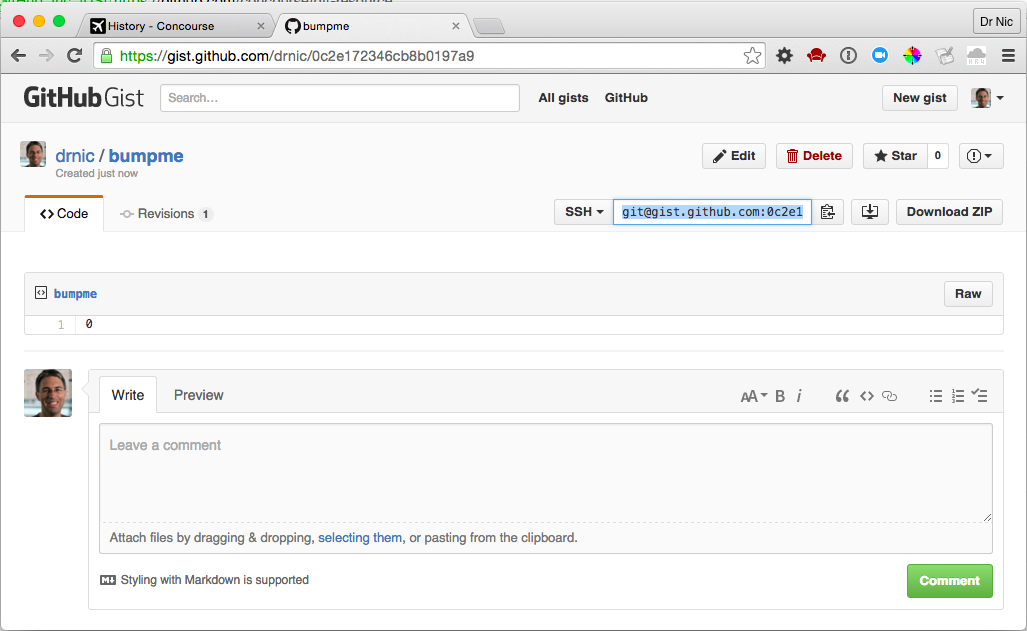 History - Concourse
bumpme
Dr Nic
https://gist.github.com/drnic/0c2e172346cb8b0197a9
GitHub Gist
Search...
All gists
GitHub
New gist
drnic / bumpme
Created just now
Edit
Delete
Star
0
Code
Revisions 1
SSH
git@gist.github.com:0c2e1
Download ZIP
bumpme
Raw
1 0
Write
Preview
AA
B
i
Leave a comment
Attach files by dragging & dropping, selecting them, or pasting from the clipboard.
Styling with Markdown is supported
Comment